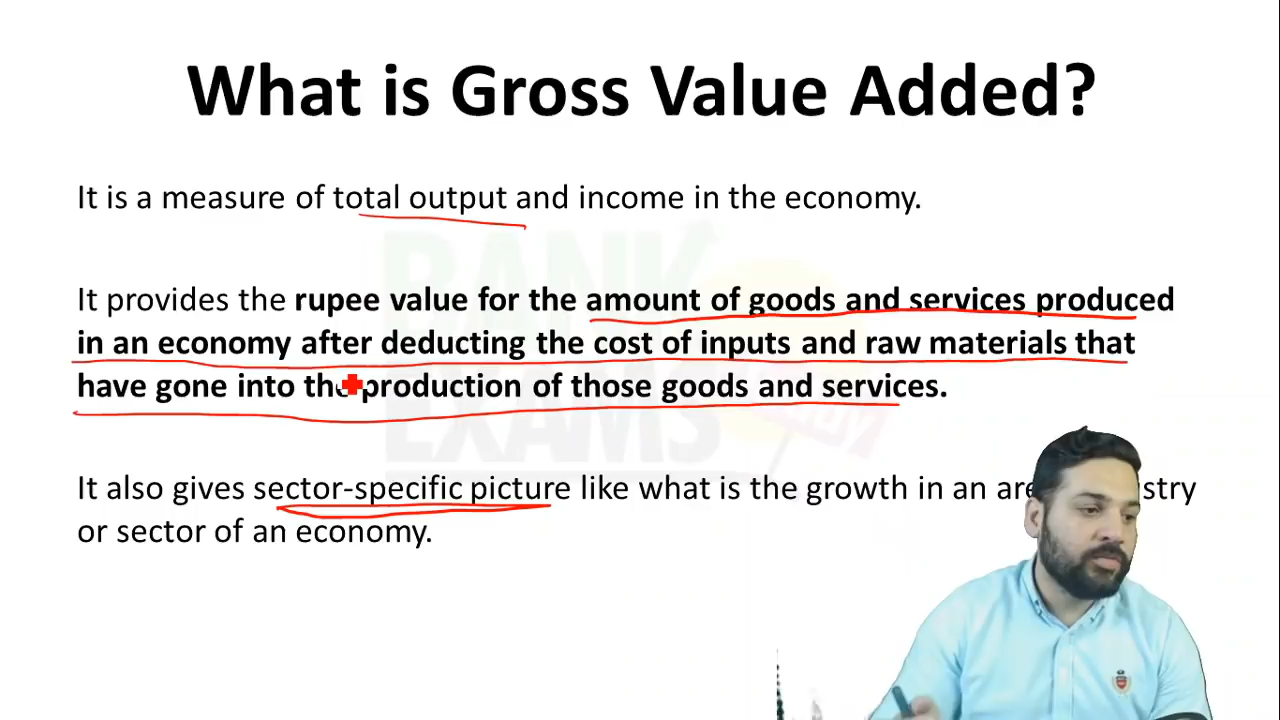 What is Gross Value Added?
It is a measure of total output and income in the economy.
It provides the rupee value for the amount of goods and services produced
in an economy after deducting the cost of inputs and raw materials that
have gone into the production of those goods and services.
It also gives sector-specific picture like what is the growth in an
or sector of an economy.
BANK
EXAMS